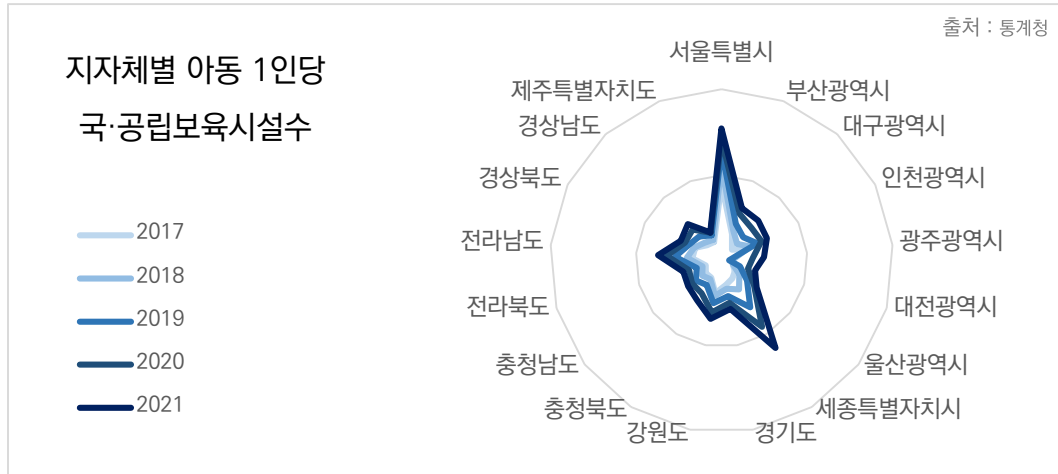 출처 : 통계청
지자체별 아동 1인당
국·공립보육시설수
2017
2018
2019
2020
2021
서울특별시
부산광역시
대구광역시
인천광역시
광주광역시
대전광역시
울산광역시
세종특별자치시
경기도
강원도
충청북도
충청남도
전라북도
전라남도
경상북도
경상남도
제주특별자치도